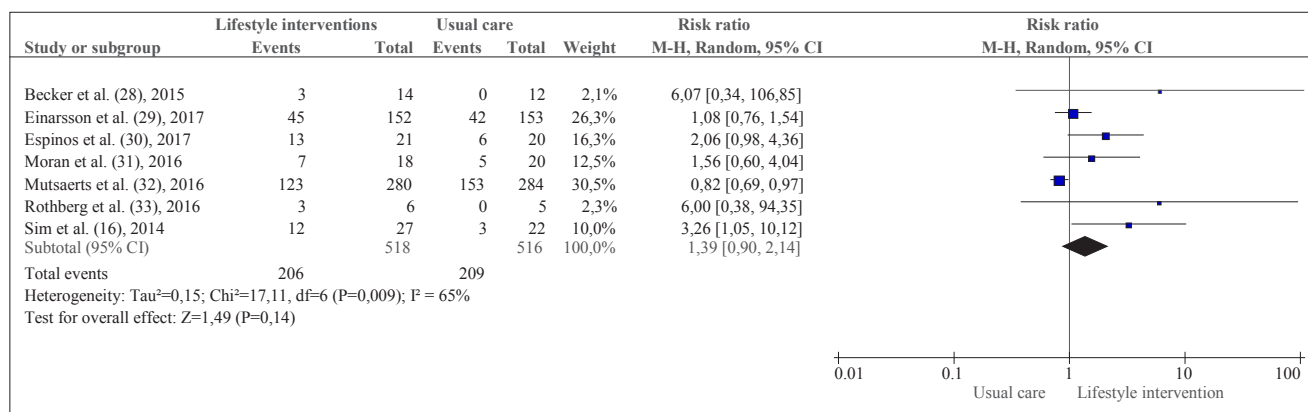 Lifestyle interventions Usual care Risk ratio Risk ratio
Study or subgroup Events Total Events Total Weight M-H, Random, 95% CI M-H, Random, 95% CI
Becker et al. (28), 2015 3 14 0 12 2,1% 6,07 [0,34, 106,85]
Einarsson et al. (29), 2017 45 152 42 153 26,3% 1,08 [0,76, 1,54]
Espinos et al. (30), 2017 13 21 6 20 16,3% 2,06 [0,98, 4,36]
Moran et al. (31), 2016 7 18 5 20 12,5% 1,56 [0,60, 4,04]
Mutsaerts et al. (32), 2016 123 280 153 284 30,5% 0,82 [0,69, 0,97]
Rothberg et al. (33), 2016 3 6 0 5 2,3% 6,00 [0,38, 94,35]
Sim et al. (16), 2014 12 27 3 22 10,0% 3,26 [1,05, 10,12]
Subtotal (95% CI) 518 516 100,0% 1,39 [0,90, 2,14]
Total events 206 209
Heterogeneity: Tau²=0,15; Chi²=17,11, df=6 (P=0,009); I² = 65%
Test for overall effect: Z=1,49 (P=0,14)
0.01 0.1 1 10 100
Usual care Lifestyle intervention